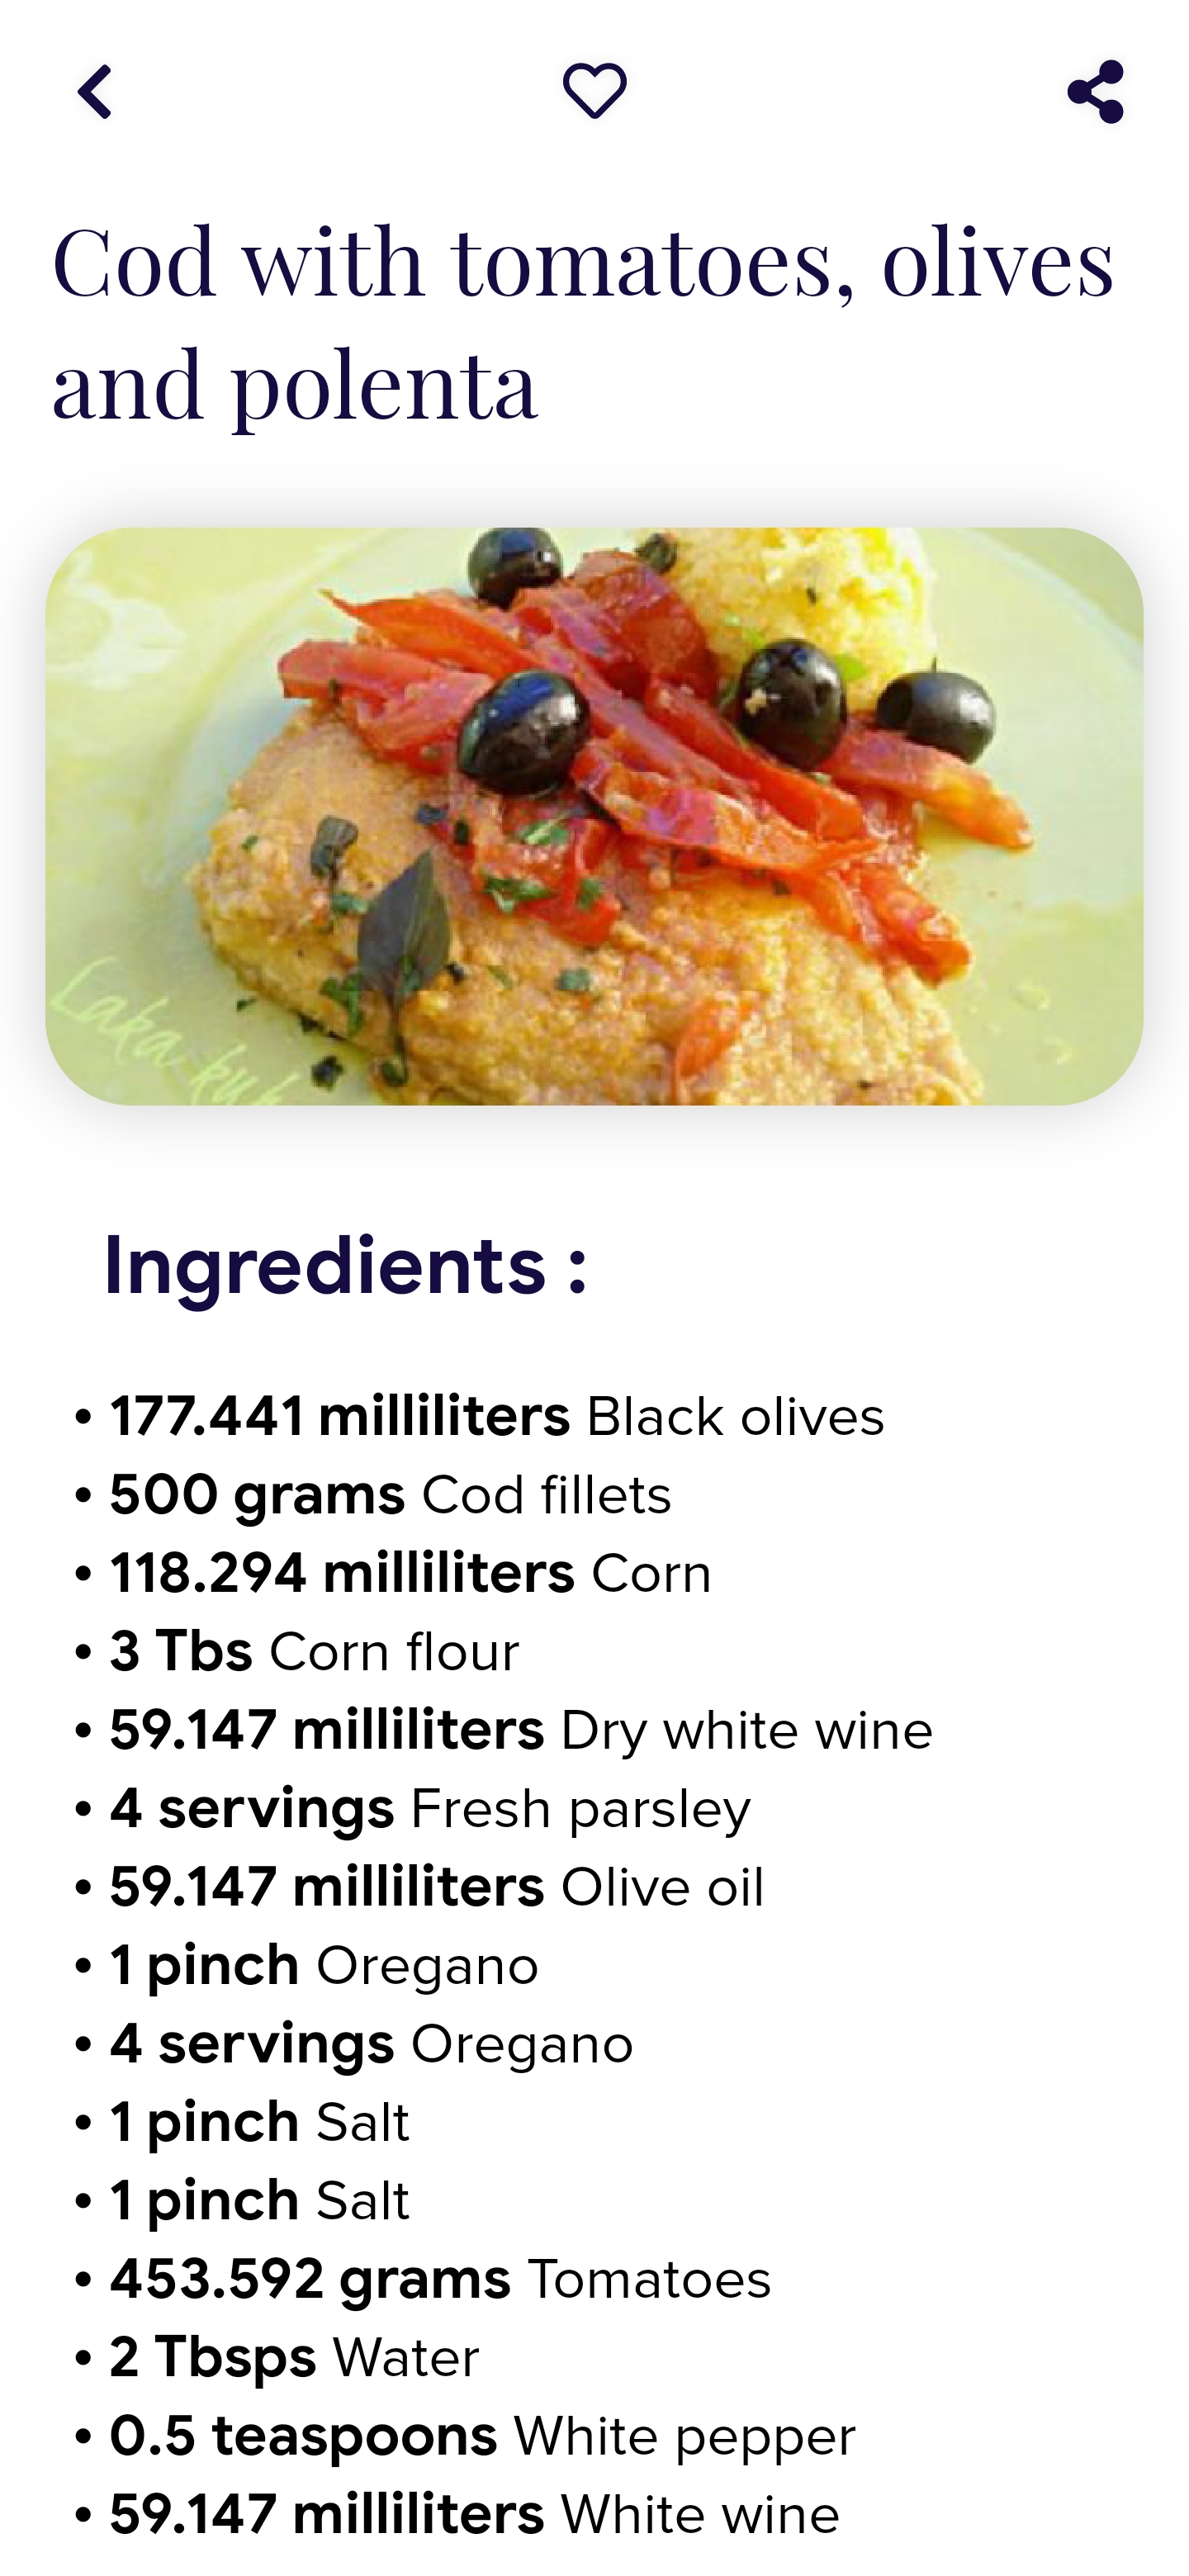 Cod with tomatoes, olives
and polenta
Laka kuh
Ingredients :
• 177.441 milliliters Black olives
• 500 grams Cod fillets
• 118.294 milliliters Corn
• 3 Tbs Corn flour
• 59.147 milliliters Dry white wine
• 4 servings Fresh parsley
• 59.147 milliliters Olive oil
• 1 pinch Oregano
• 4 servings Oregano
• 1 pinch Salt
• 1 pinch Salt
• 453.592 grams Tomatoes
• 2 Tbsps Water
• 0.5 teaspoons White pepper
• 59.147 milliliters White wine